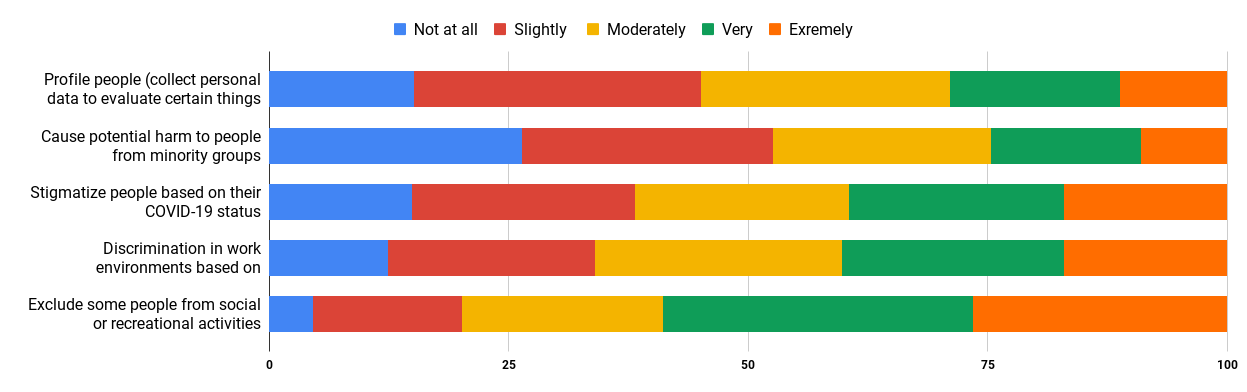 Not at all Slightly Moderately Very Exremely
Profile people (collect personal
data to evaluate certain things
Cause potential harm to people
from minority groups
Stigmatize people based on their
COVID-19 status
Discrimination in work
environments based on
Exclude some people from social
or recreational activities
0 25 50 75 100